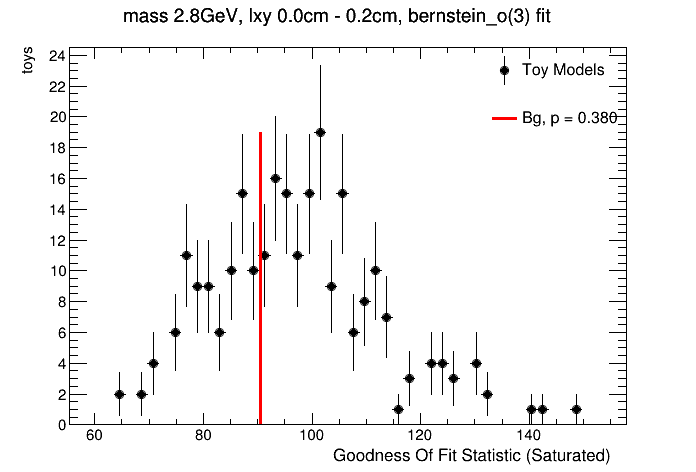 mass 2.8GeV, lxy 0.0cm - 0.2cm, bernstein_o(3) fit
toys
24
22
20
18
16
14
12
10
8
6
4
2
0
Toy Models
Bg, p = 0.380
60 80 100 120 140
Goodness Of Fit Statistic (Saturated)